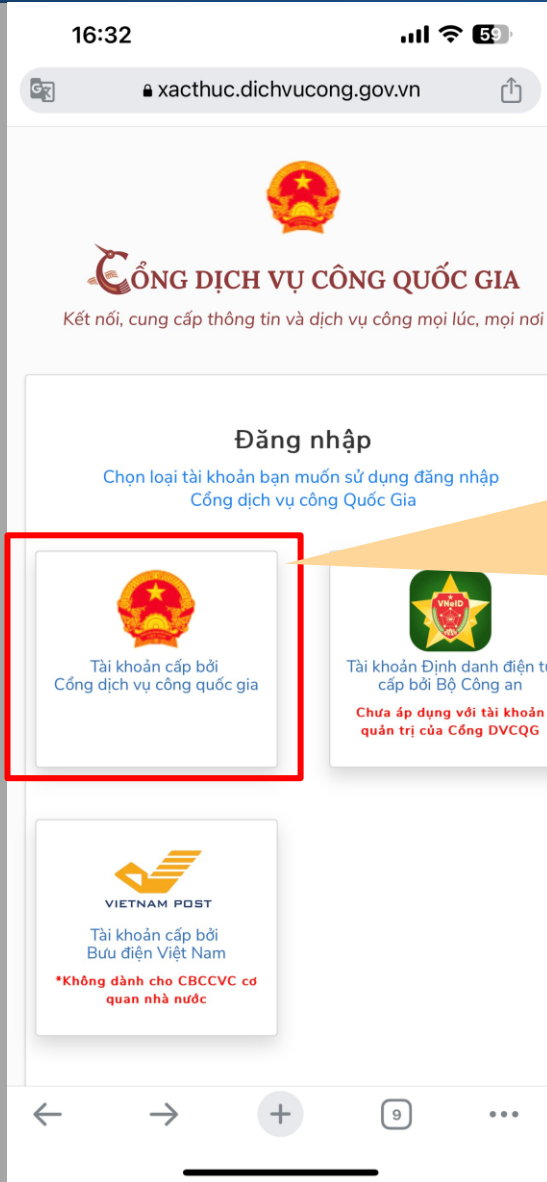 16:32
59
xacthuc.dichvucong.gov.vn
CỔNG DỊCH VỤ CÔNG QUỐC GIA
Kết nối, cung cấp thông tin và dịch vụ công mọi lúc, mọi nơi
Đăng nhập
Chọn loại tài khoản bạn muốn sử dụng đăng nhập
Cổng dịch vụ công Quốc Gia
Tài khoản cấp bởi
Cổng dịch vụ công quốc gia
VNeID
Tài khoản Định danh điện tử
cấp bởi Bộ Công an
Chưa áp dụng với tài khoản
quản trị của Cổng DVCQG
VIETNAM POST
Tài khoản cấp bởi
Bưu điện Việt Nam
*Không dành cho CBCCVC cơ
quan nhà nước
9